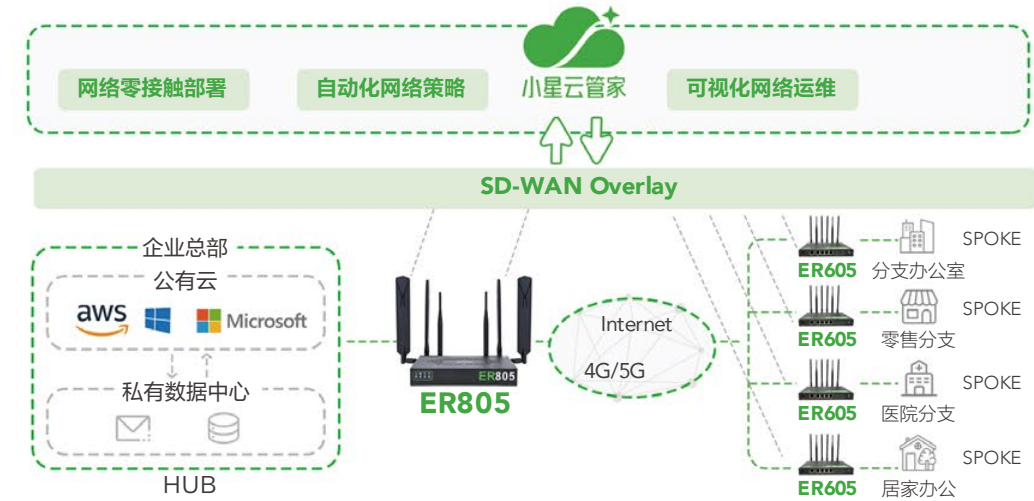 网络零接触部署
自动化网络策略
小星云管家
可视化网络运维
SD-WAN Overlay
企业总部
公有云
aws
Microsoft
私有数据中心
HUB
ER805
ER805
Internet
4G/5G
ER605
分支办公室
SPOKE
ER605
零售分支
SPOKE
ER605
医院分支
SPOKE
ER605
居家办公
SPOKE